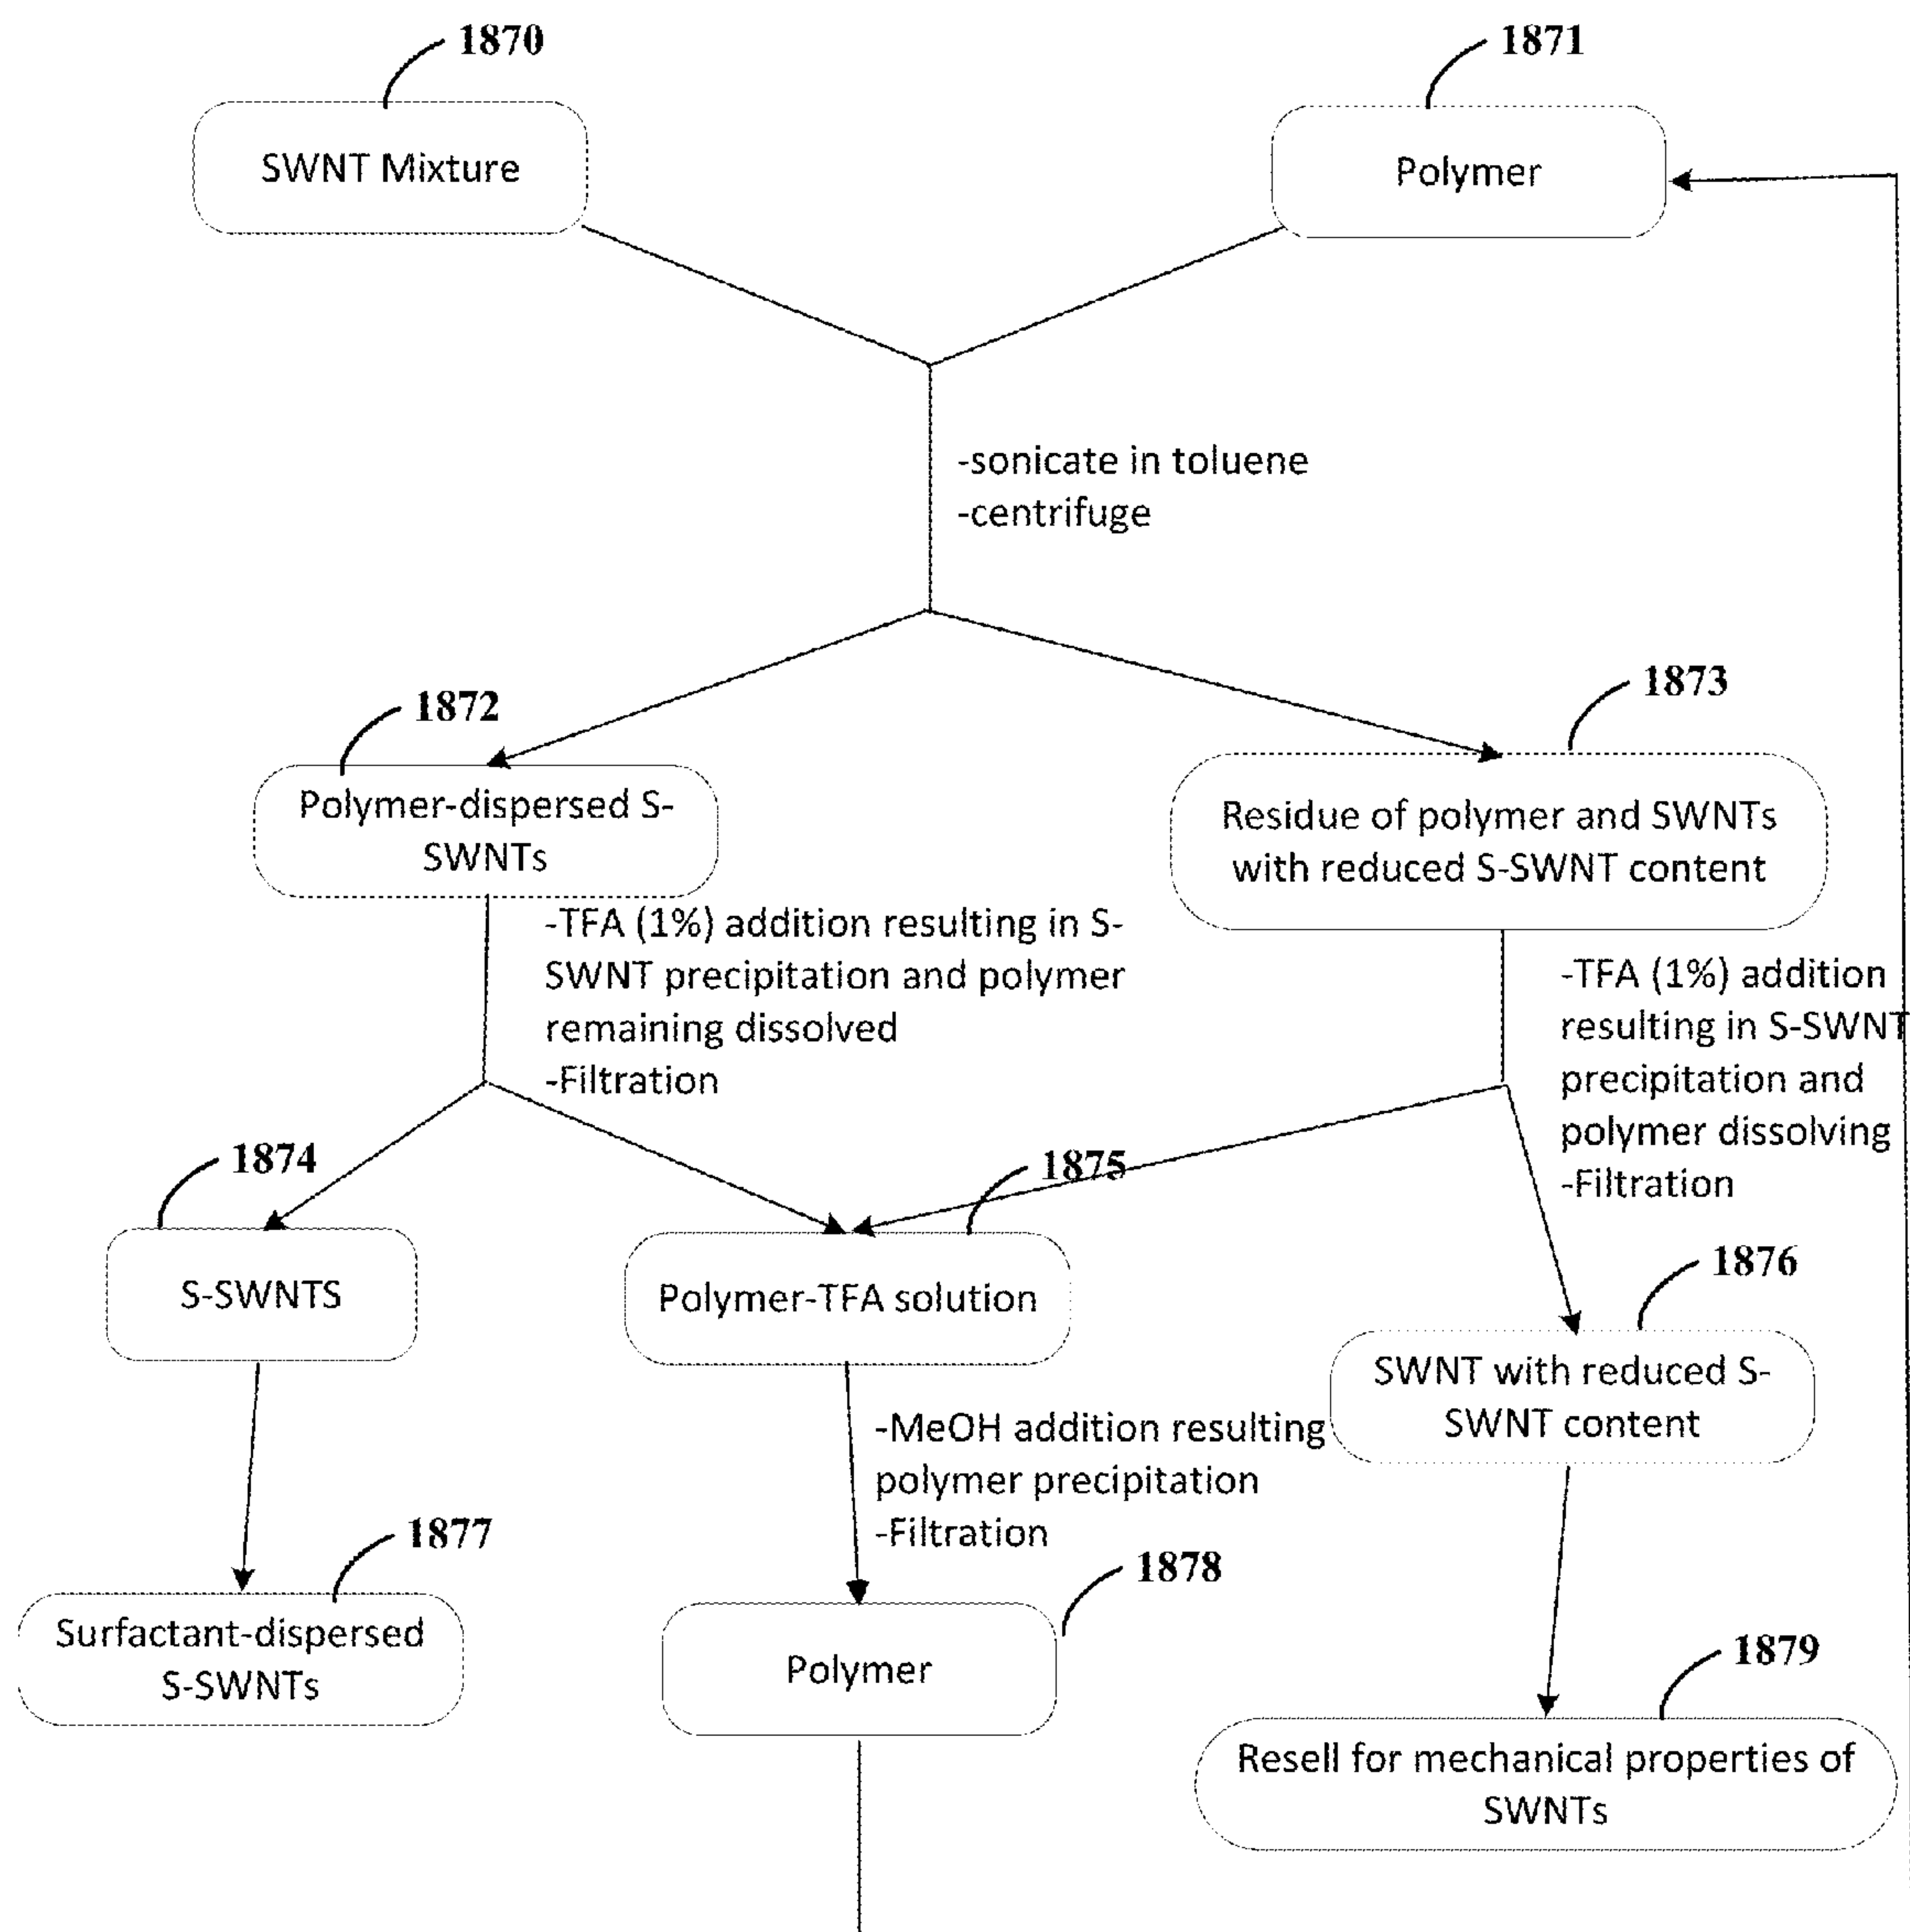 1870
1871
SWNT Mixture
Polymer
-sonicate in toluene
-centrifuge
1872
1873
Polymer-dispersed S-
SWNTs
Residue of polymer and SWNTs
with reduced S-SWNT content
-TFA (1%) addition resulting in S-
SWNT precipitation and polymer
remaining dissolved
-Filtration
-TFA (1%) addition
resulting in S-SWNT
precipitation and
polymer dissolving
-Filtration
1874
1875
1876
S-SWNTS
Polymer-TFA solution
SWNT with reduced S-
SWNT content
-MeOH addition resulting
polymer precipitation
-Filtration
1877
1878
1879
Surfactant-dispersed
S-SWNTs
Polymer
Resell for mechanical properties of
SWNTs